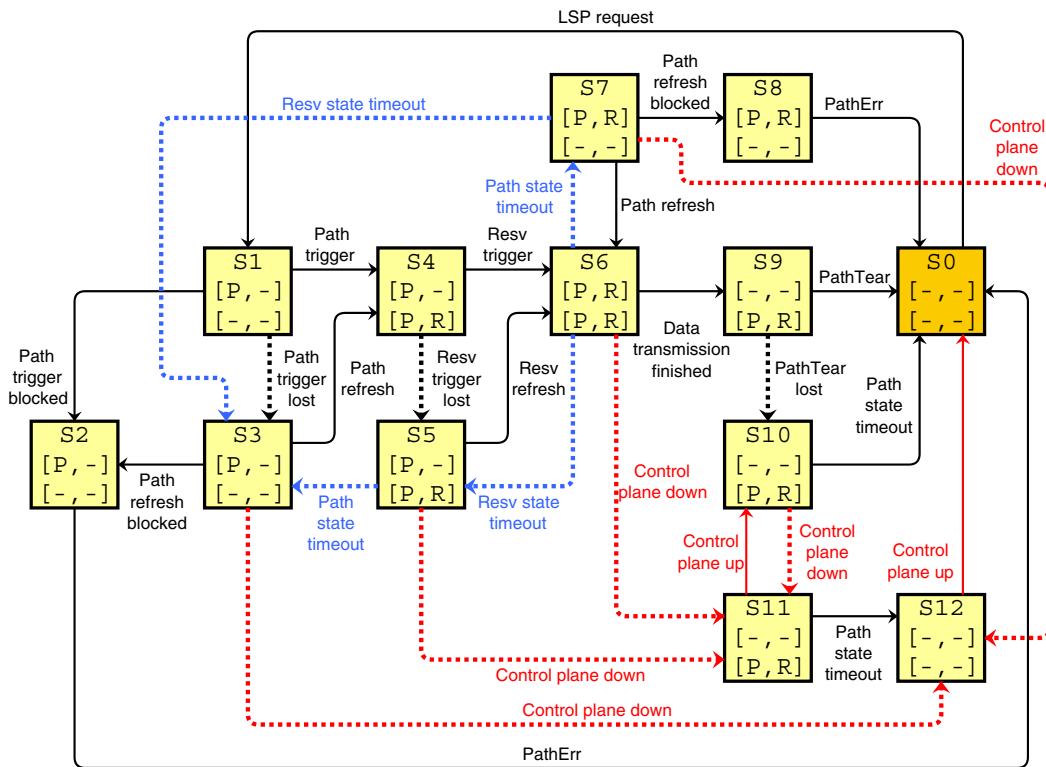 LSP request
Path
refresh
blocked
S7
[P,R]
[-,-]
S8
[P,R]
[-,-]
PathErr
Resv state timeout
Control
plane
down
Path state
timeout
Path refresh
Path
trigger
Resv
trigger
S1
[P,-]
[-,-]
S4
[P,-]
[P,R]
S6
[P,R]
[P,R]
S9
[-,-]
[P,R]
PathTear
S0
[-,-]
[-,-]
Path
trigger
blocked
Path
trigger
lost
Path
refresh
Resv
trigger
lost
Resv
refresh
Data
transmission
finished
PathTear
lost
Path
state
timeout
S2
[P,-]
[-,-]
S3
[P,-]
[-,-]
S5
[P,-]
[P,R]
S10
[-,-]
[P,R]
Path
refresh
blocked
Path
state
timeout
Resv state
timeout
Control
plane down
Control
plane up
Control
plane
down
Control
plane up
S11
[-,-]
[P,R]
Path
state
timeout
S12
[-,-]
[-,-]
Control plane down
Control plane down
PathErr